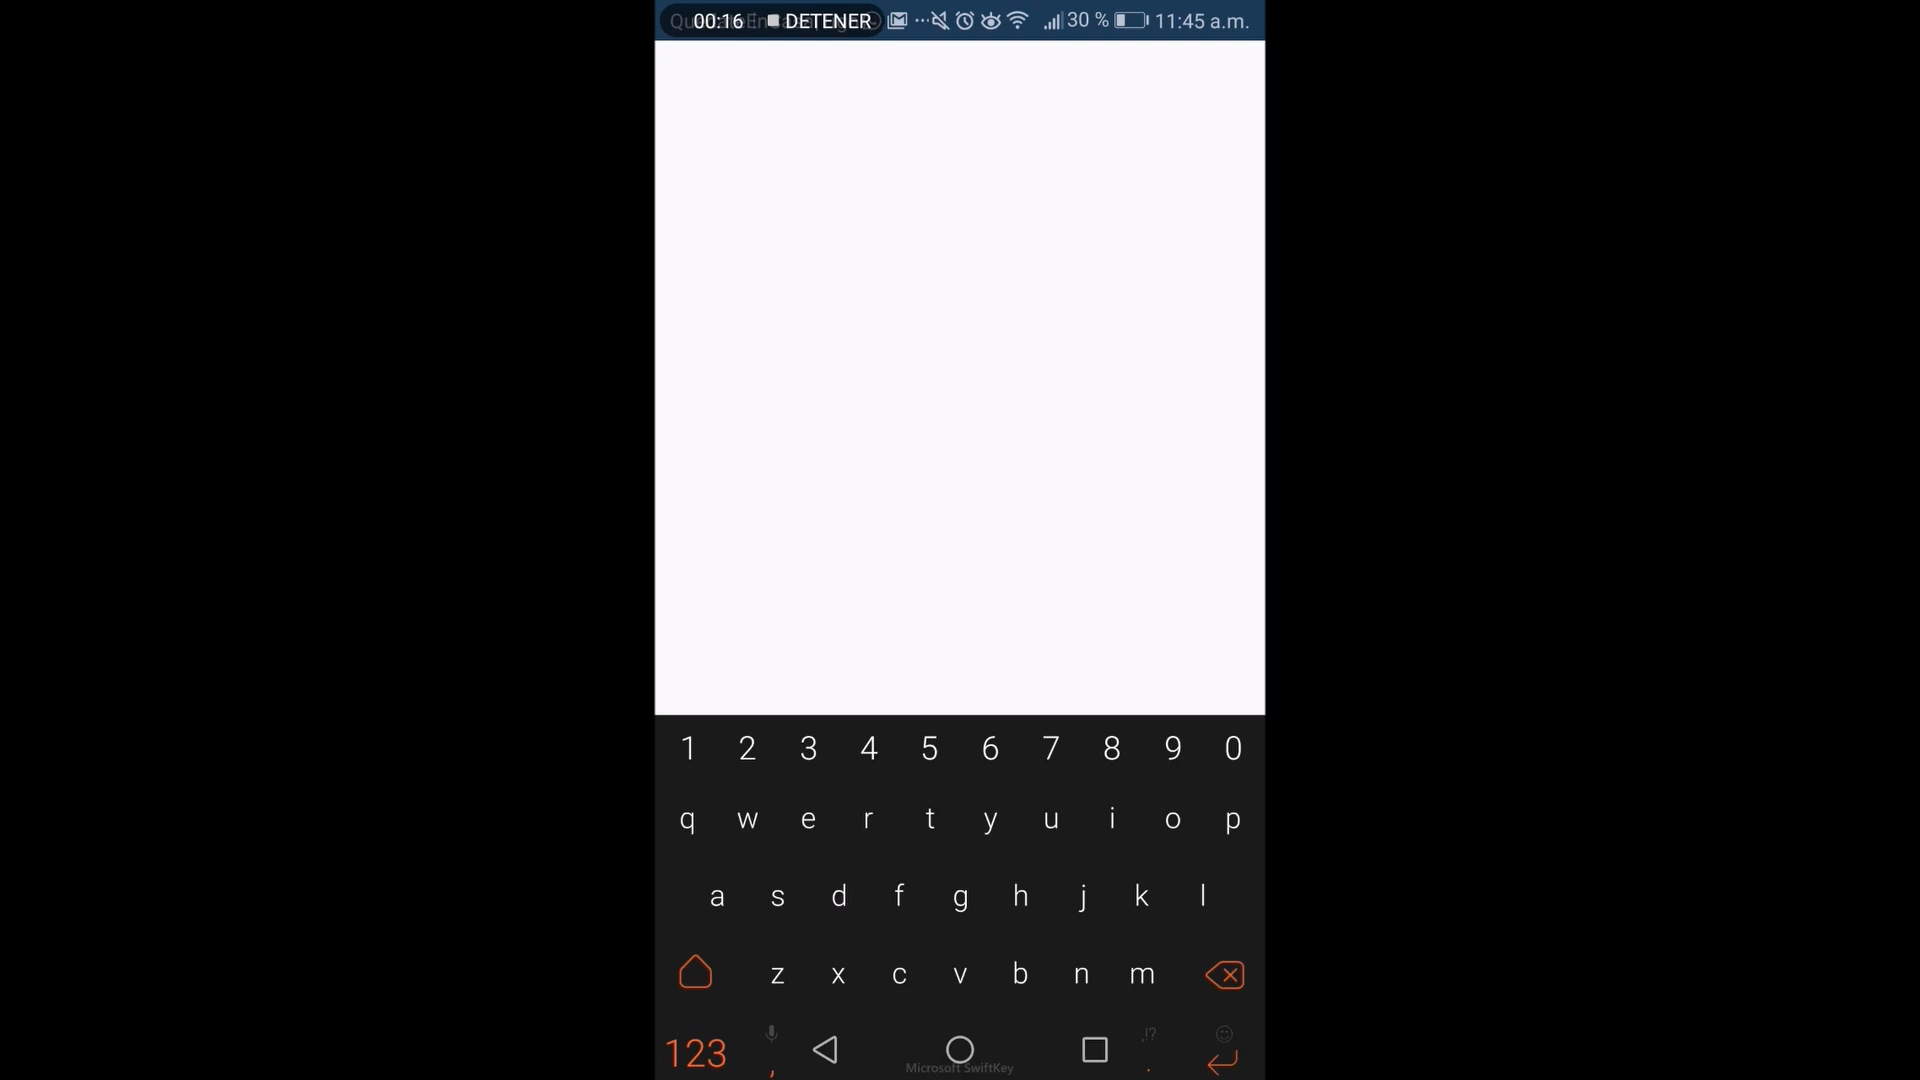 00:16 DETENER 30 % 11:45 a.m.
1 2 3 4 5 6 7 8 9 0
q w e r t y u i o p
a s d f g h j k l
z x c v b n m
,!?
123 , .
Microsoft SwiftKey